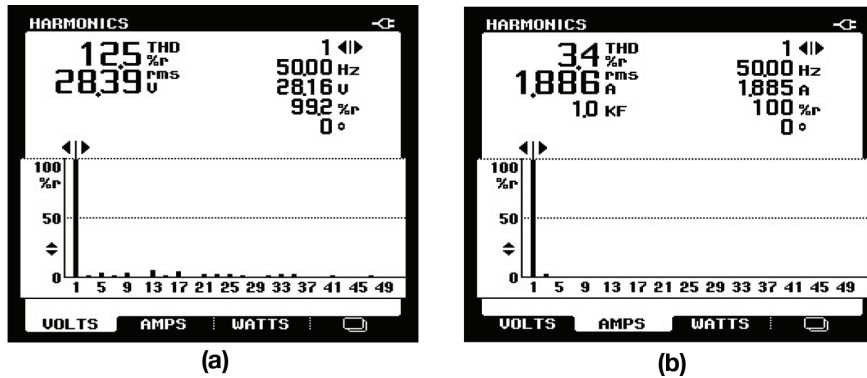 HARMONICS
12.5 THD %r
28.39 rms V
1
50.00 Hz
28.16 V
99.2 %r
0 °
100
%r
50
0
1 5 9 13 17 21 25 29 33 37 41 45 49
VOLTS AMPS WATTS
(a)
HARMONICS
3.4 THD %r
1.886 rms A
1.0 KF
1
50.00 Hz
1.885 A
100 %r
0 °
100
%r
50
0
1 5 9 13 17 21 25 29 33 37 41 45 49
VOLTS AMPS WATTS
(b)